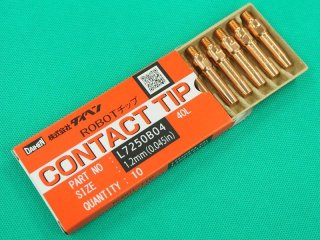 DAIHEN
株式会社 ダイヘン
ROBOTチップ
CONTACT TIP
40L
PART NO : L7250B04
SIZE : 1.2mm(0.045in)
QUANTITY : 10